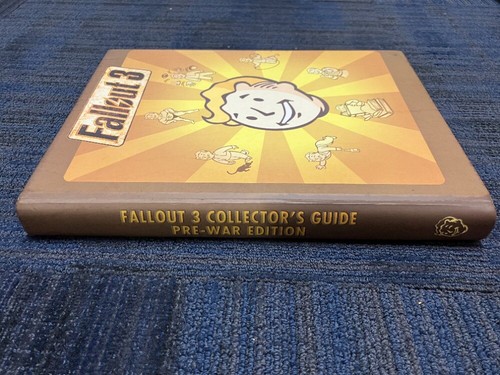 Fallout 3
FALLOUT 3 COLLECTOR'S GUIDE
PRE-WAR EDITION